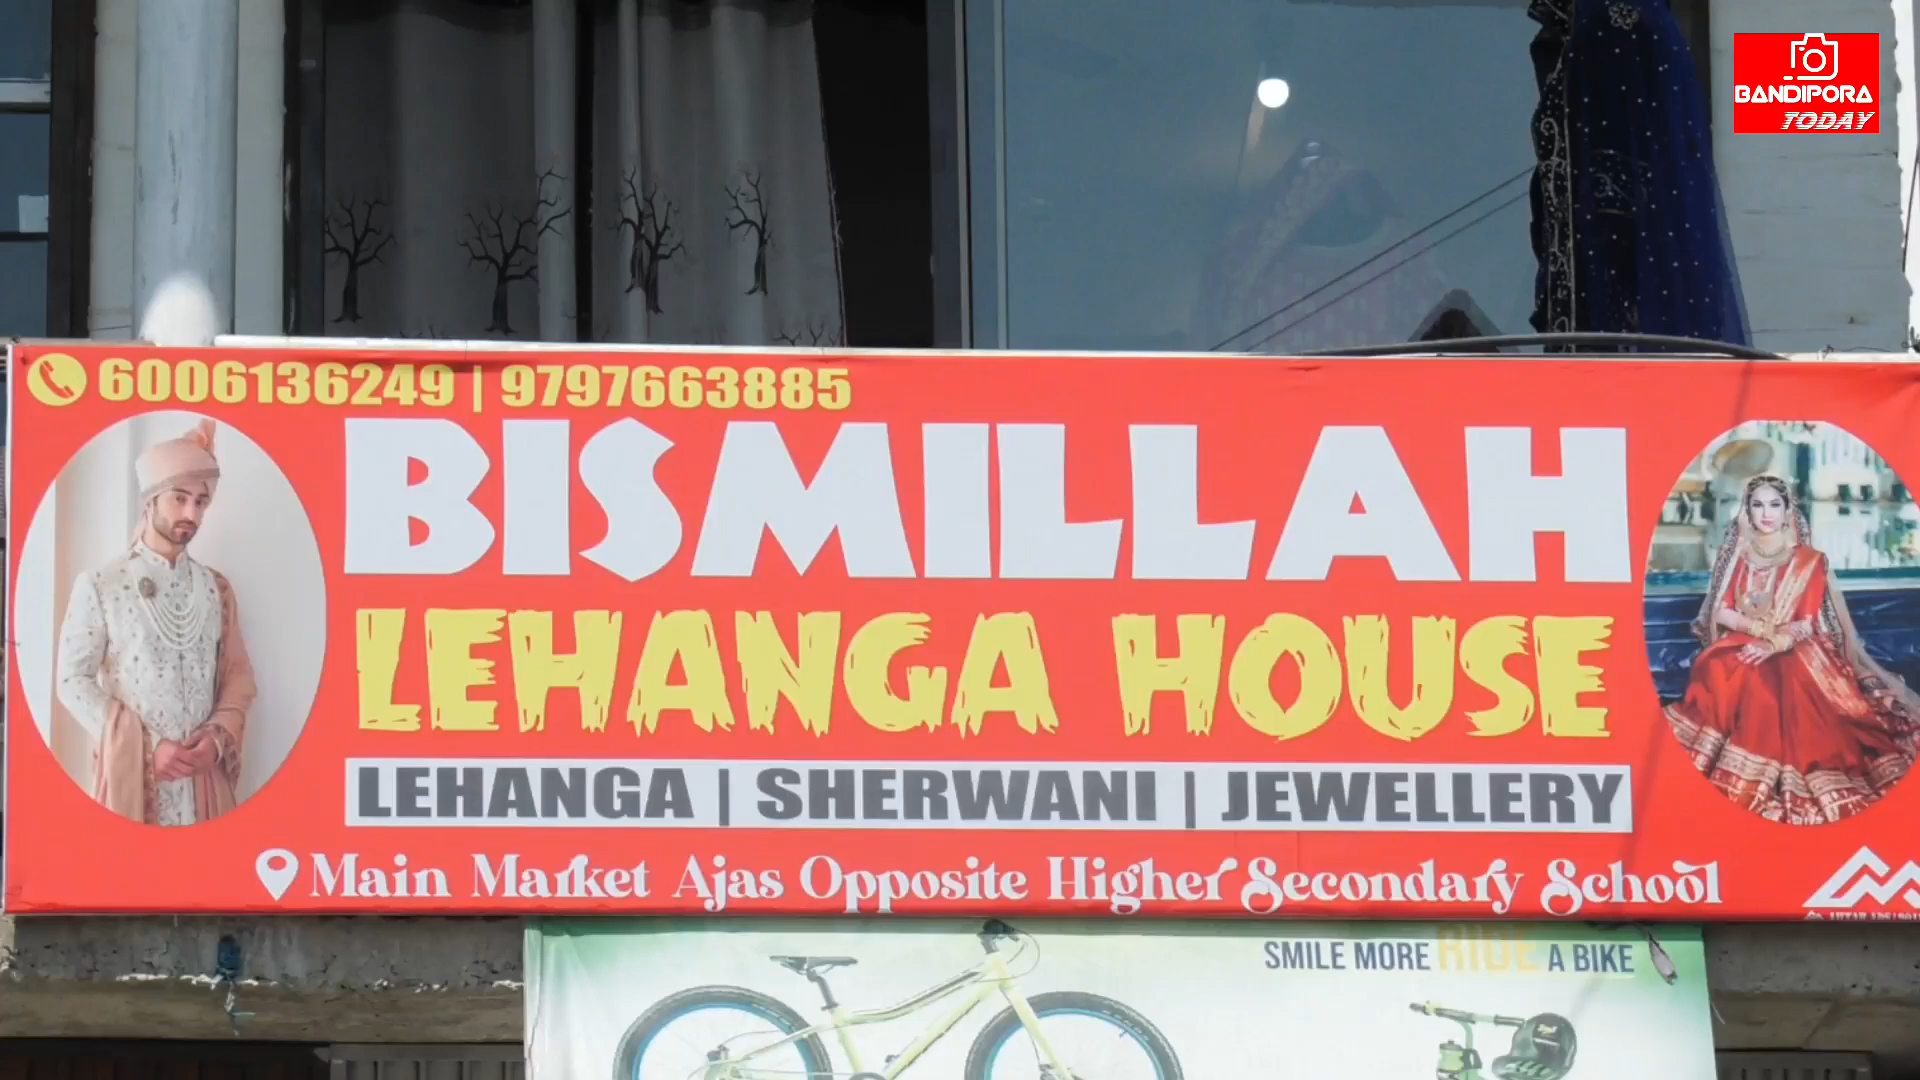 BANDIPORA
TODAY
6006136249 | 9797663885
BISMILLAH
LEHANGA HOUSE
LEHANGA | SHERWANI | JEWELLERY
Main Market Ajas Opposite Higher Secondary School
SMILE MORE RIDE A BIKE